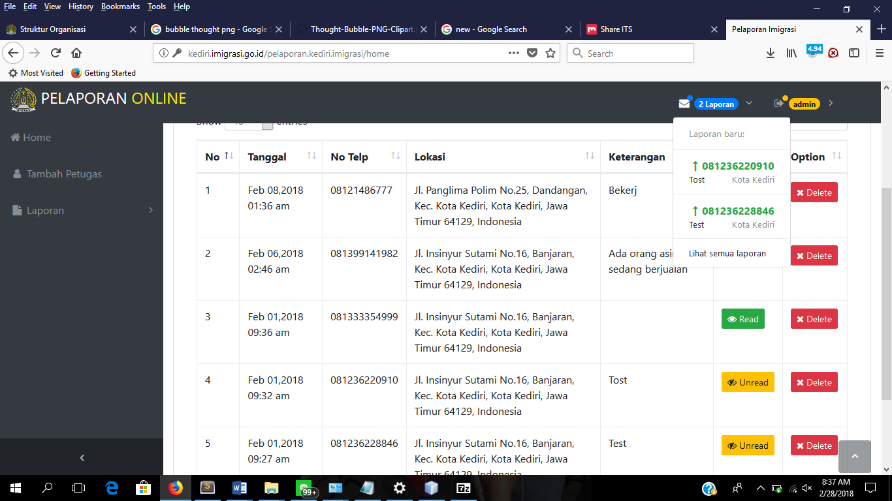 File Edit View History Bookmarks Tools Help
Struktur Organisasi
bubble thought png - Google
Thought-Bubble-PNG-Clipart
new - Google Search
Share ITS
Pelaporan Imigrasi
kediri.imigrasi.go.id/pelaporan.kediri.imigrasi/home
Search
4.94
Most Visited Getting Started
PELAPORAN ONLINE
2 Laporan
admin
Home
Tambah Petugas
Laporan
Show 10 entries
Laporan baru:
081236220910
Tost Kota Kediri
081236228846
Test Kota Kediri
Lihat semua laporan
No Tanggal No Telp Lokasi Keterangan Option
1 Feb 08,2018 08121486777 Jl. Panglima Polim No.25, Dandangan, Bekerj Delete
01:36 am Kec. Kota Kediri, Kota Kediri, Jawa
Timur 64129, Indonesia
2 Feb 06,2018 081399141982 Jl. Insinyur Sutami No.16, Banjaran, Ada orang asin Delete
02:46 am Kec. Kota Kediri, Kota Kediri, Jawa sedang berjualan
Timur 64129, Indonesia
3 Feb 01,2018 081333354999 Jl. Insinyur Sutami No.16, Banjaran, Read Delete
09:36 am Kec. Kota Kediri, Kota Kediri, Jawa
Timur 64129, Indonesia
4 Feb 01,2018 081236220910 Jl. Insinyur Sutami No.16, Banjaran, Tost Unread Delete
09:32 am Kec. Kota Kediri, Kota Kediri, Jawa
Timur 64129, Indonesia
5 Feb 01,2018 081236228846 Jl. Insinyur Sutami No.16, Banjaran, Test Unread Delete
09:27 am Kec. Kota Kediri, Kota Kediri, Jawa
Timur 64129, Indonesia
99+
8:37 AM
2/28/2018